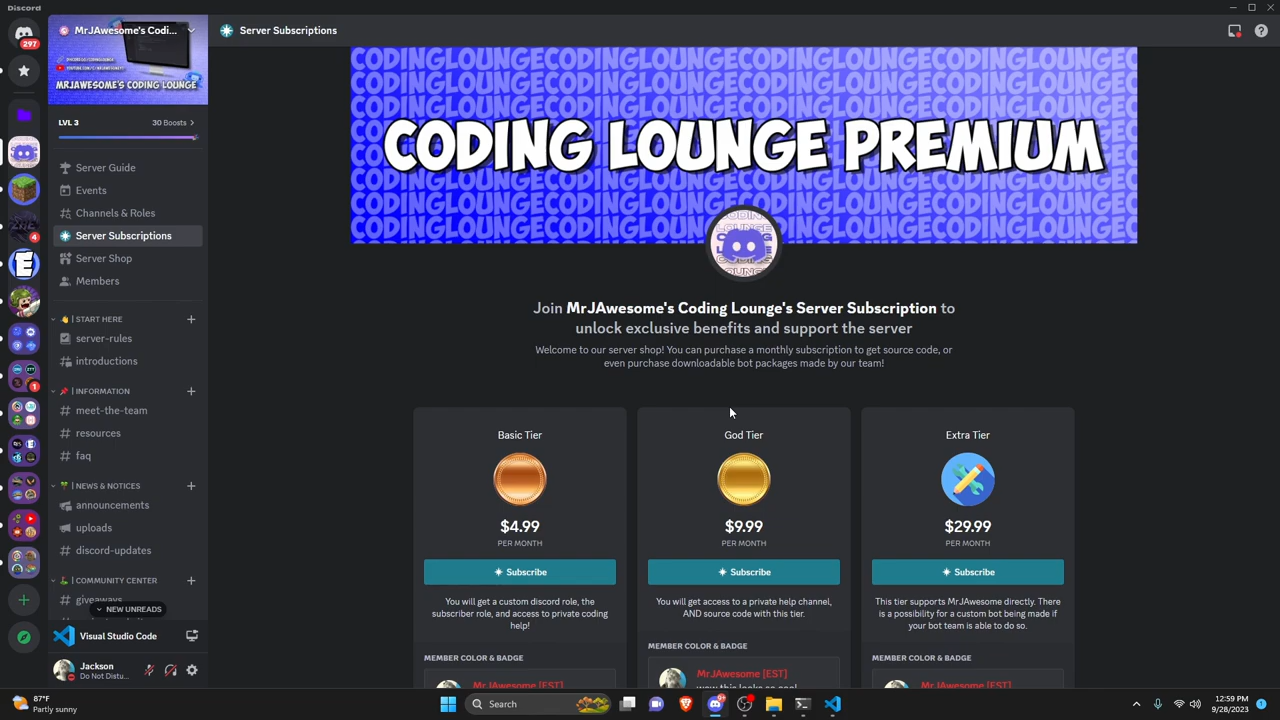 Discord
297
4
1
MrJAwesome's Codi...
MRJAWESOME'S CODING LOUNGE
LVL 3
30 Boosts
Server Guide
Events
Channels & Roles
Server Subscriptions
Server Shop
Members
👋 | START HERE
server-rules
introductions
📌 | INFORMATION
meet-the-team
resources
faq
🌱 | NEWS & NOTICES
announcements
uploads
discord-updates
⛳ | COMMUNITY CENTER
giveaways
NEW UNREADS
Visual Studio Code
Jackson
Do Not Distu...
Server Subscriptions
CODING LOUNGE PREMIUM
Join MrJAwesome's Coding Lounge's Server Subscription to
unlock exclusive benefits and support the server
Welcome to our server shop! You can purchase a monthly subscription to get source code, or
even purchase downloadable bot packages made by our team!
Basic Tier
$4.99
PER MONTH
Subscribe
You will get a custom discord role, the
subscriber role, and access to private coding
help!
MEMBER COLOR & BADGE
MrJAwesome [EST]
God Tier
$9.99
PER MONTH
Subscribe
You will get access to a private help channel,
AND source code with this tier.
MEMBER COLOR & BADGE
MrJAwesome [EST]
wow this looks so cool
Extra Tier
$29.99
PER MONTH
Subscribe
This tier supports MrJAwesome directly. There
is a possibility for a custom bot being made if
your bot team is able to do so.
MEMBER COLOR & BADGE
MrJAwesome [EST]
87°F
Partly sunny
Search
12:59 PM
9/28/2023